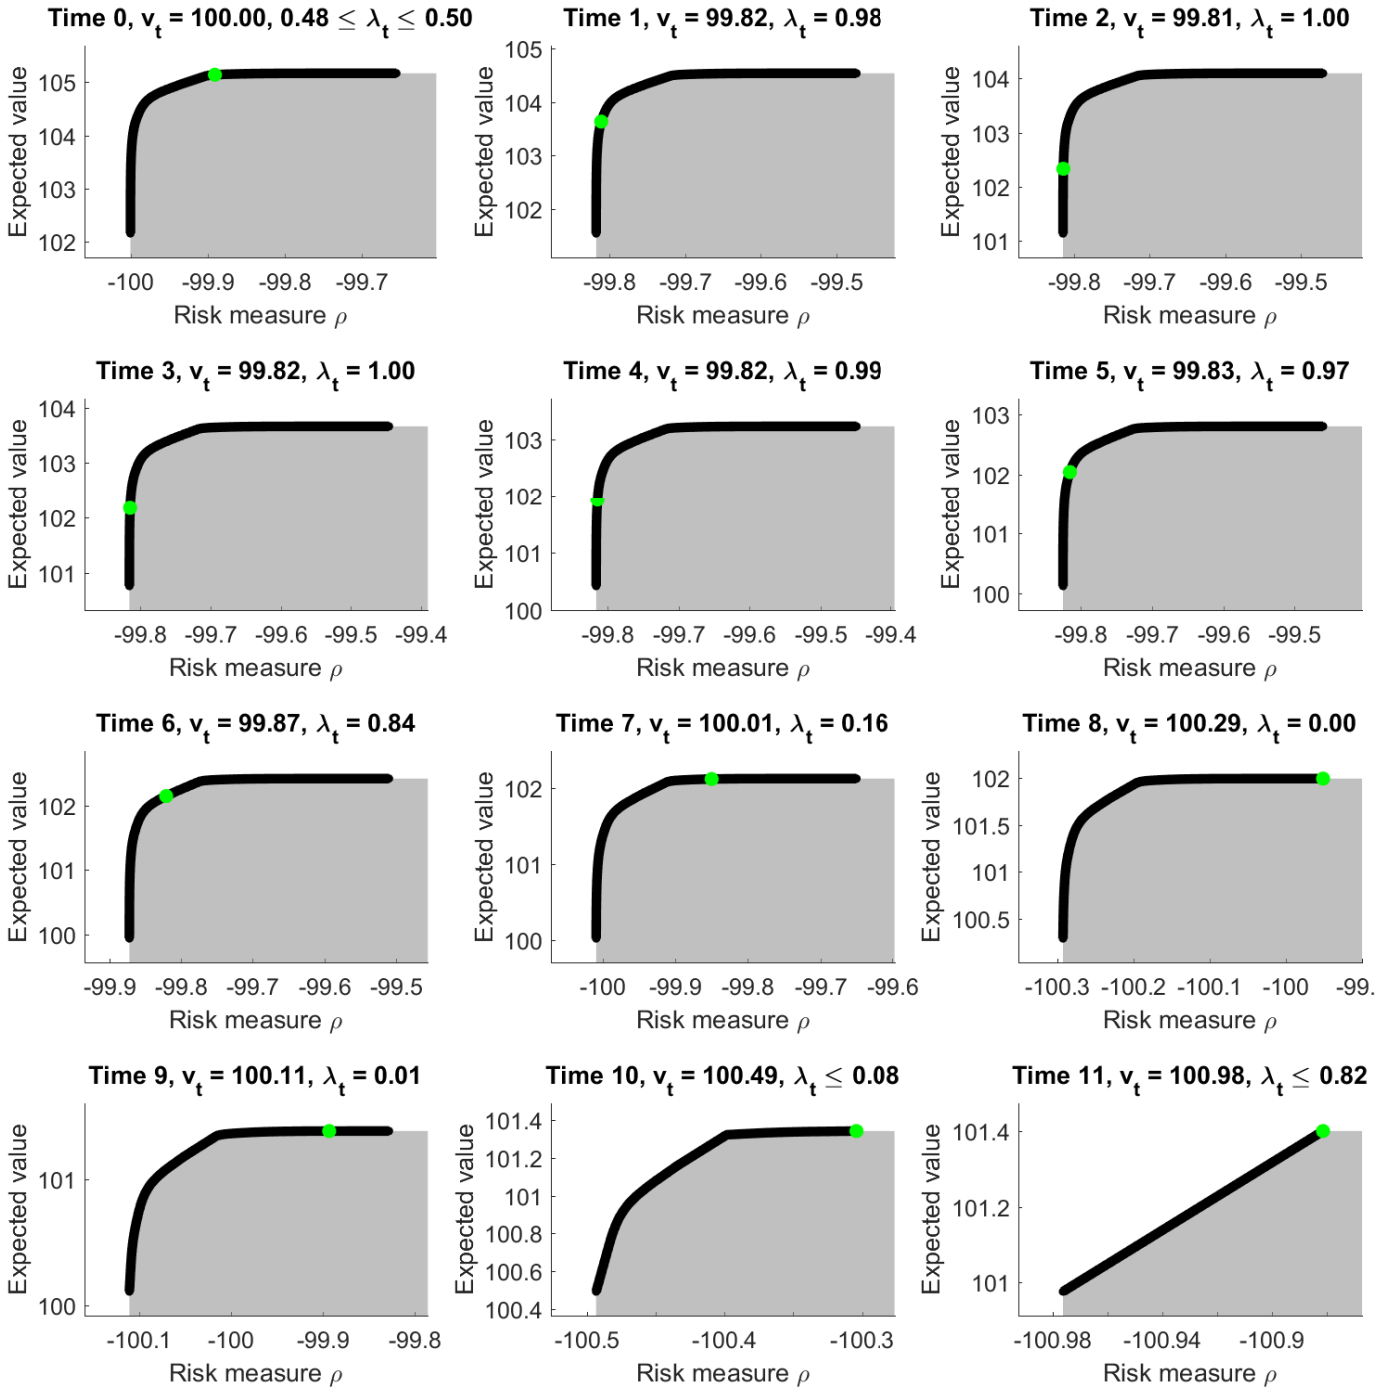 Time 0, v_t = 100.00, 0.48 ≤ λ_t ≤ 0.50
Expected value
105
104
103
102
-100 -99.9 -99.8 -99.7
Risk measure ρ
Time 1, v_t = 99.82, λ_t = 0.98
Expected value
105
104
103
102
-99.8 -99.7 -99.6 -99.5
Risk measure ρ
Time 2, v_t = 99.81, λ_t = 1.00
Expected value
104
103
102
101
-99.8 -99.7 -99.6 -99.5
Risk measure ρ
Time 3, v_t = 99.82, λ_t = 1.00
Expected value
104
103
102
101
-99.8 -99.7 -99.6 -99.5 -99.4
Risk measure ρ
Time 4, v_t = 99.82, λ_t = 0.99
Expected value
103
102
101
100
-99.8 -99.7 -99.6 -99.5 -99.4
Risk measure ρ
Time 5, v_t = 99.83, λ_t = 0.97
Expected value
103
102
101
100
-99.8 -99.7 -99.6 -99.5
Risk measure ρ
Time 6, v_t = 99.87, λ_t = 0.84
Expected value
102
101
100
-99.9 -99.8 -99.7 -99.6 -99.5
Risk measure ρ
Time 7, v_t = 100.01, λ_t = 0.16
Expected value
102
101
100
-100 -99.9 -99.8 -99.7 -99.6
Risk measure ρ
Time 8, v_t = 100.29, λ_t = 0.00
Expected value
102
101.5
101
100.5
-100.3 -100.2 -100.1 -100 -99.
Risk measure ρ
Time 9, v_t = 100.11, λ_t = 0.01
Expected value
101
100
-100.1 -100 -99.9 -99.8
Risk measure ρ
Time 10, v_t = 100.49, λ_t ≤ 0.08
Expected value
101.4
101.2
101
100.8
100.6
100.4
-100.5 -100.4 -100.3
Risk measure ρ
Time 11, v_t = 100.98, λ_t ≤ 0.82
Expected value
101.4
101.2
101
-100.98 -100.94 -100.9
Risk measure ρ